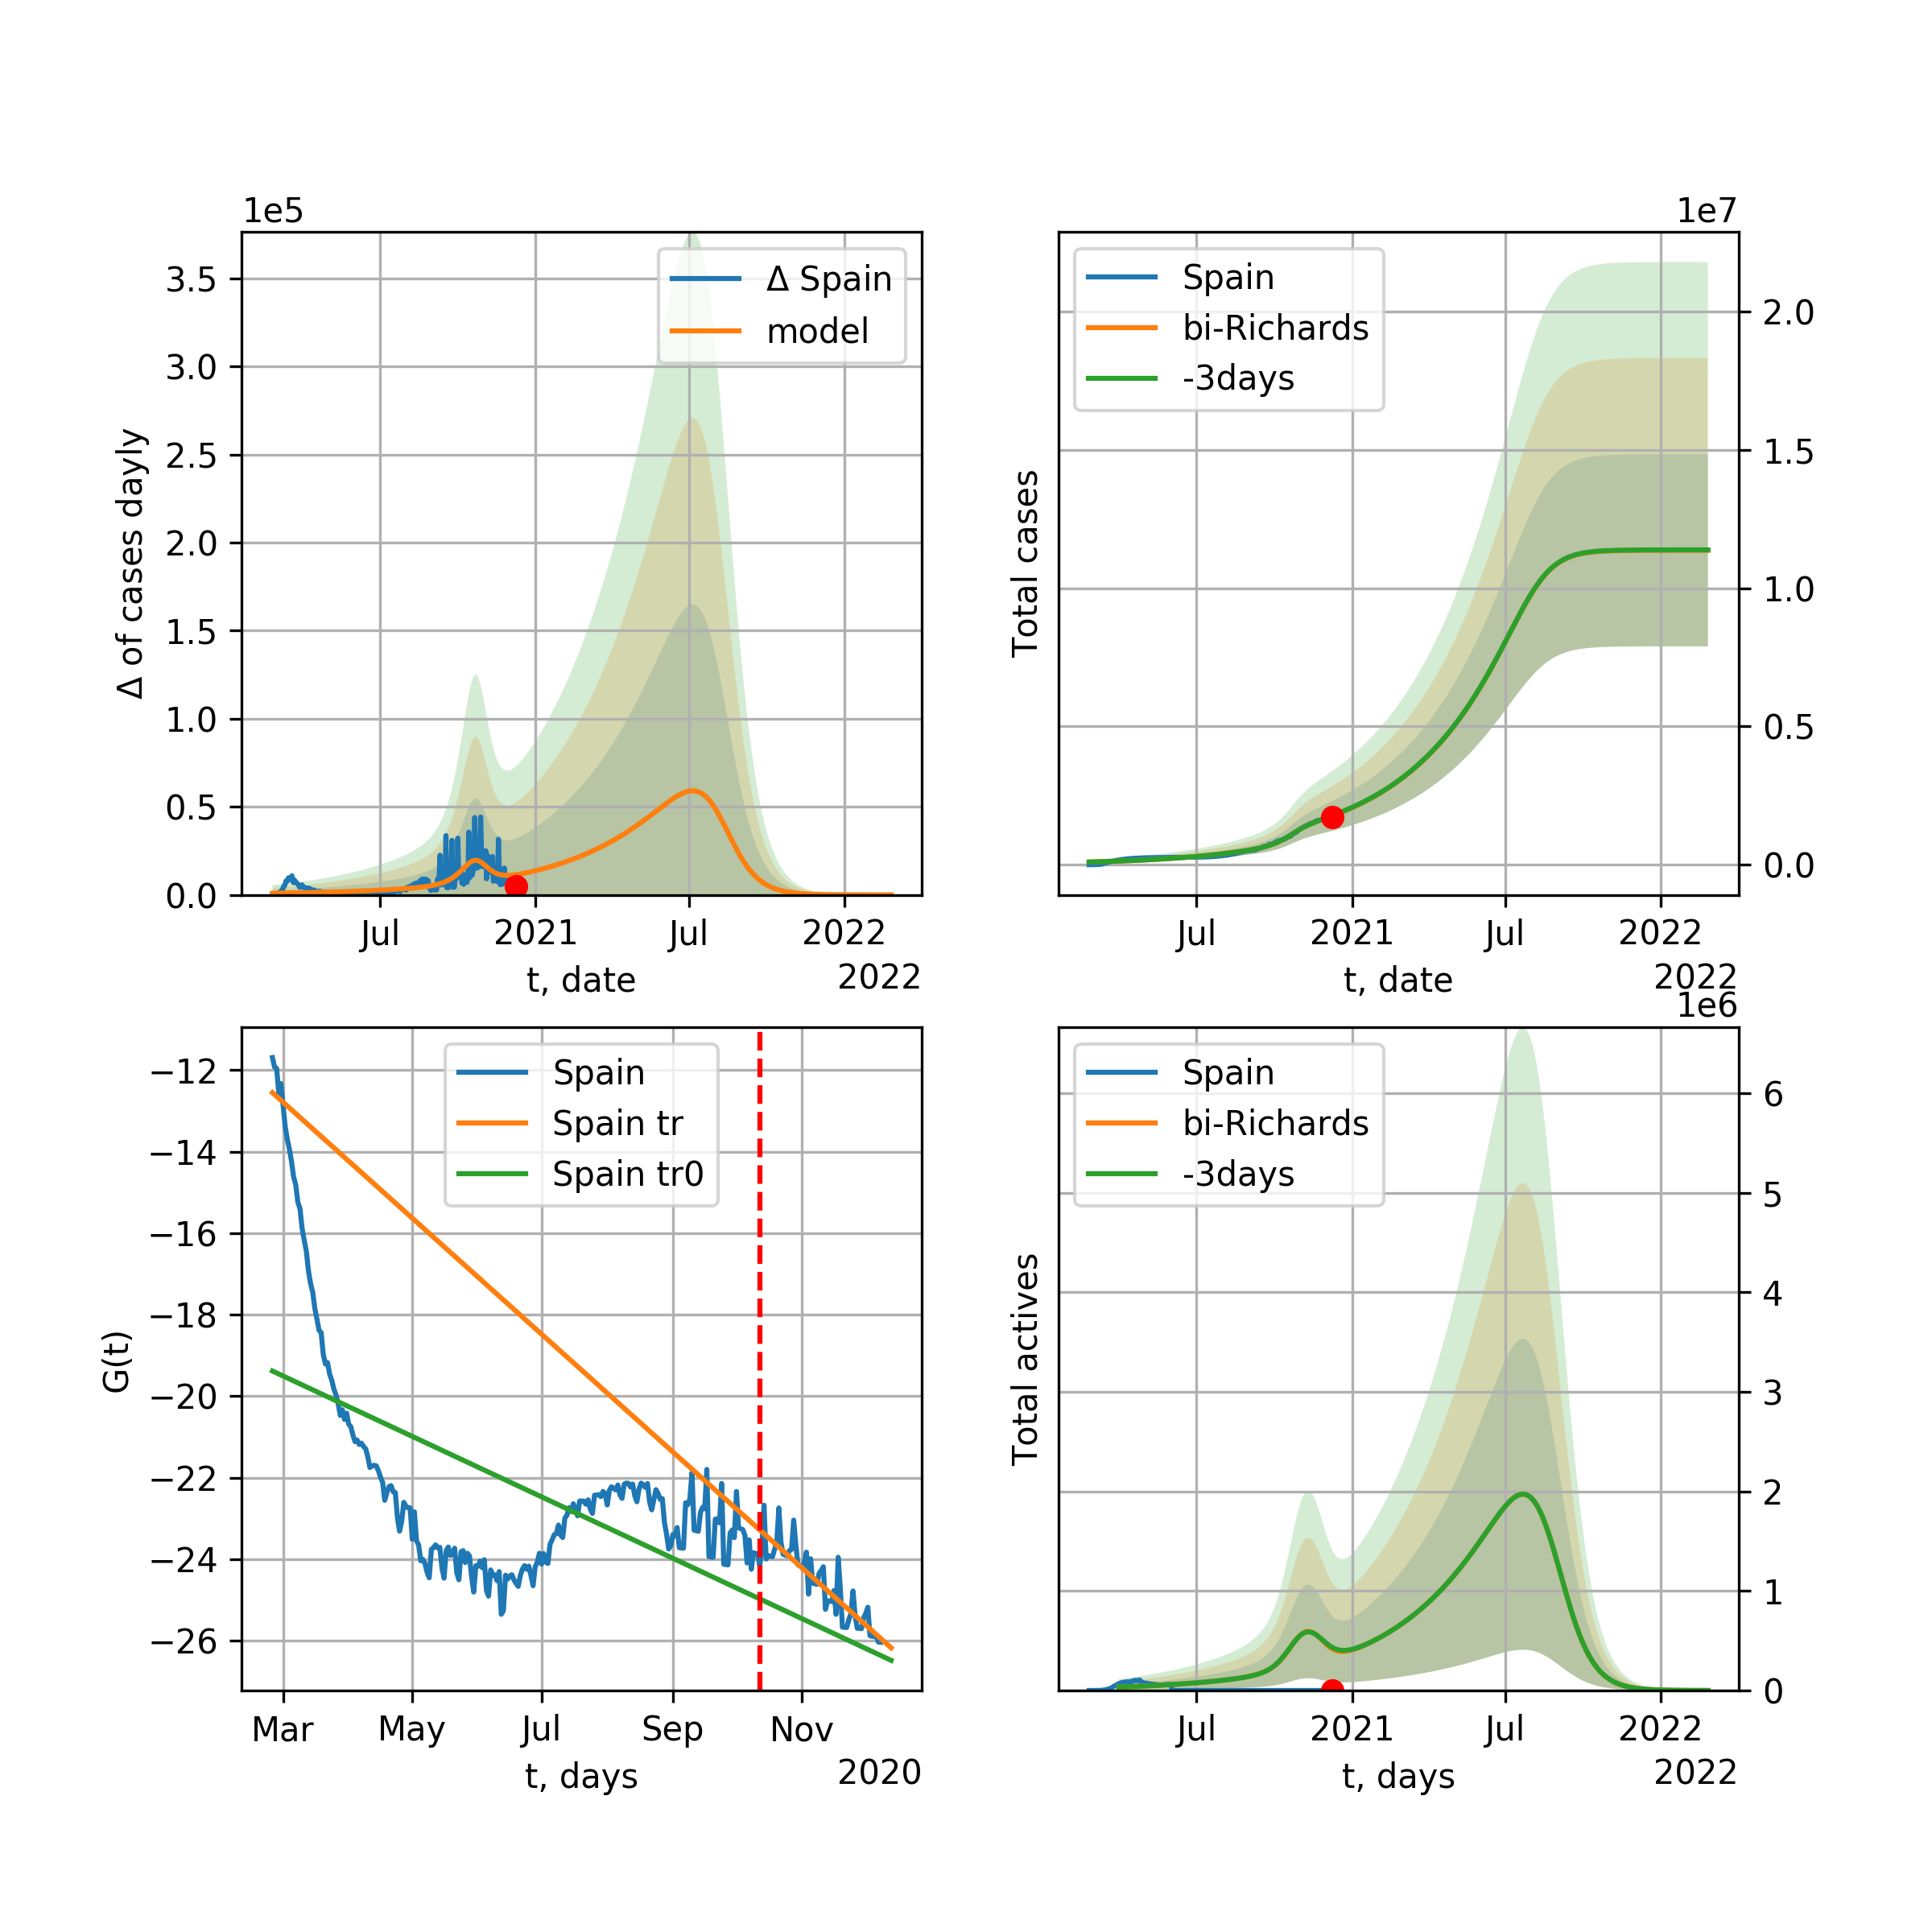 1e5
Δ of cases dayly
3.5
3.0
2.5
2.0
1.5
1.0
0.5
0.0
Δ Spain
model
Jul
2021
Jul
2022
t, date
2022
1e7
Total cases
Spain
bi-Richards
-3days
2.0
1.5
1.0
0.5
0.0
Jul
2021
Jul
2022
t, date
2022
G(t)
−12
−14
−16
−18
−20
−22
−24
−26
Spain
Spain tr
Spain tr0
Mar
May
Jul
Sep
Nov
t, days
2020
1e6
Total actives
Spain
bi-Richards
-3days
6
5
4
3
2
1
0
Jul
2021
Jul
2022
t, days
2022